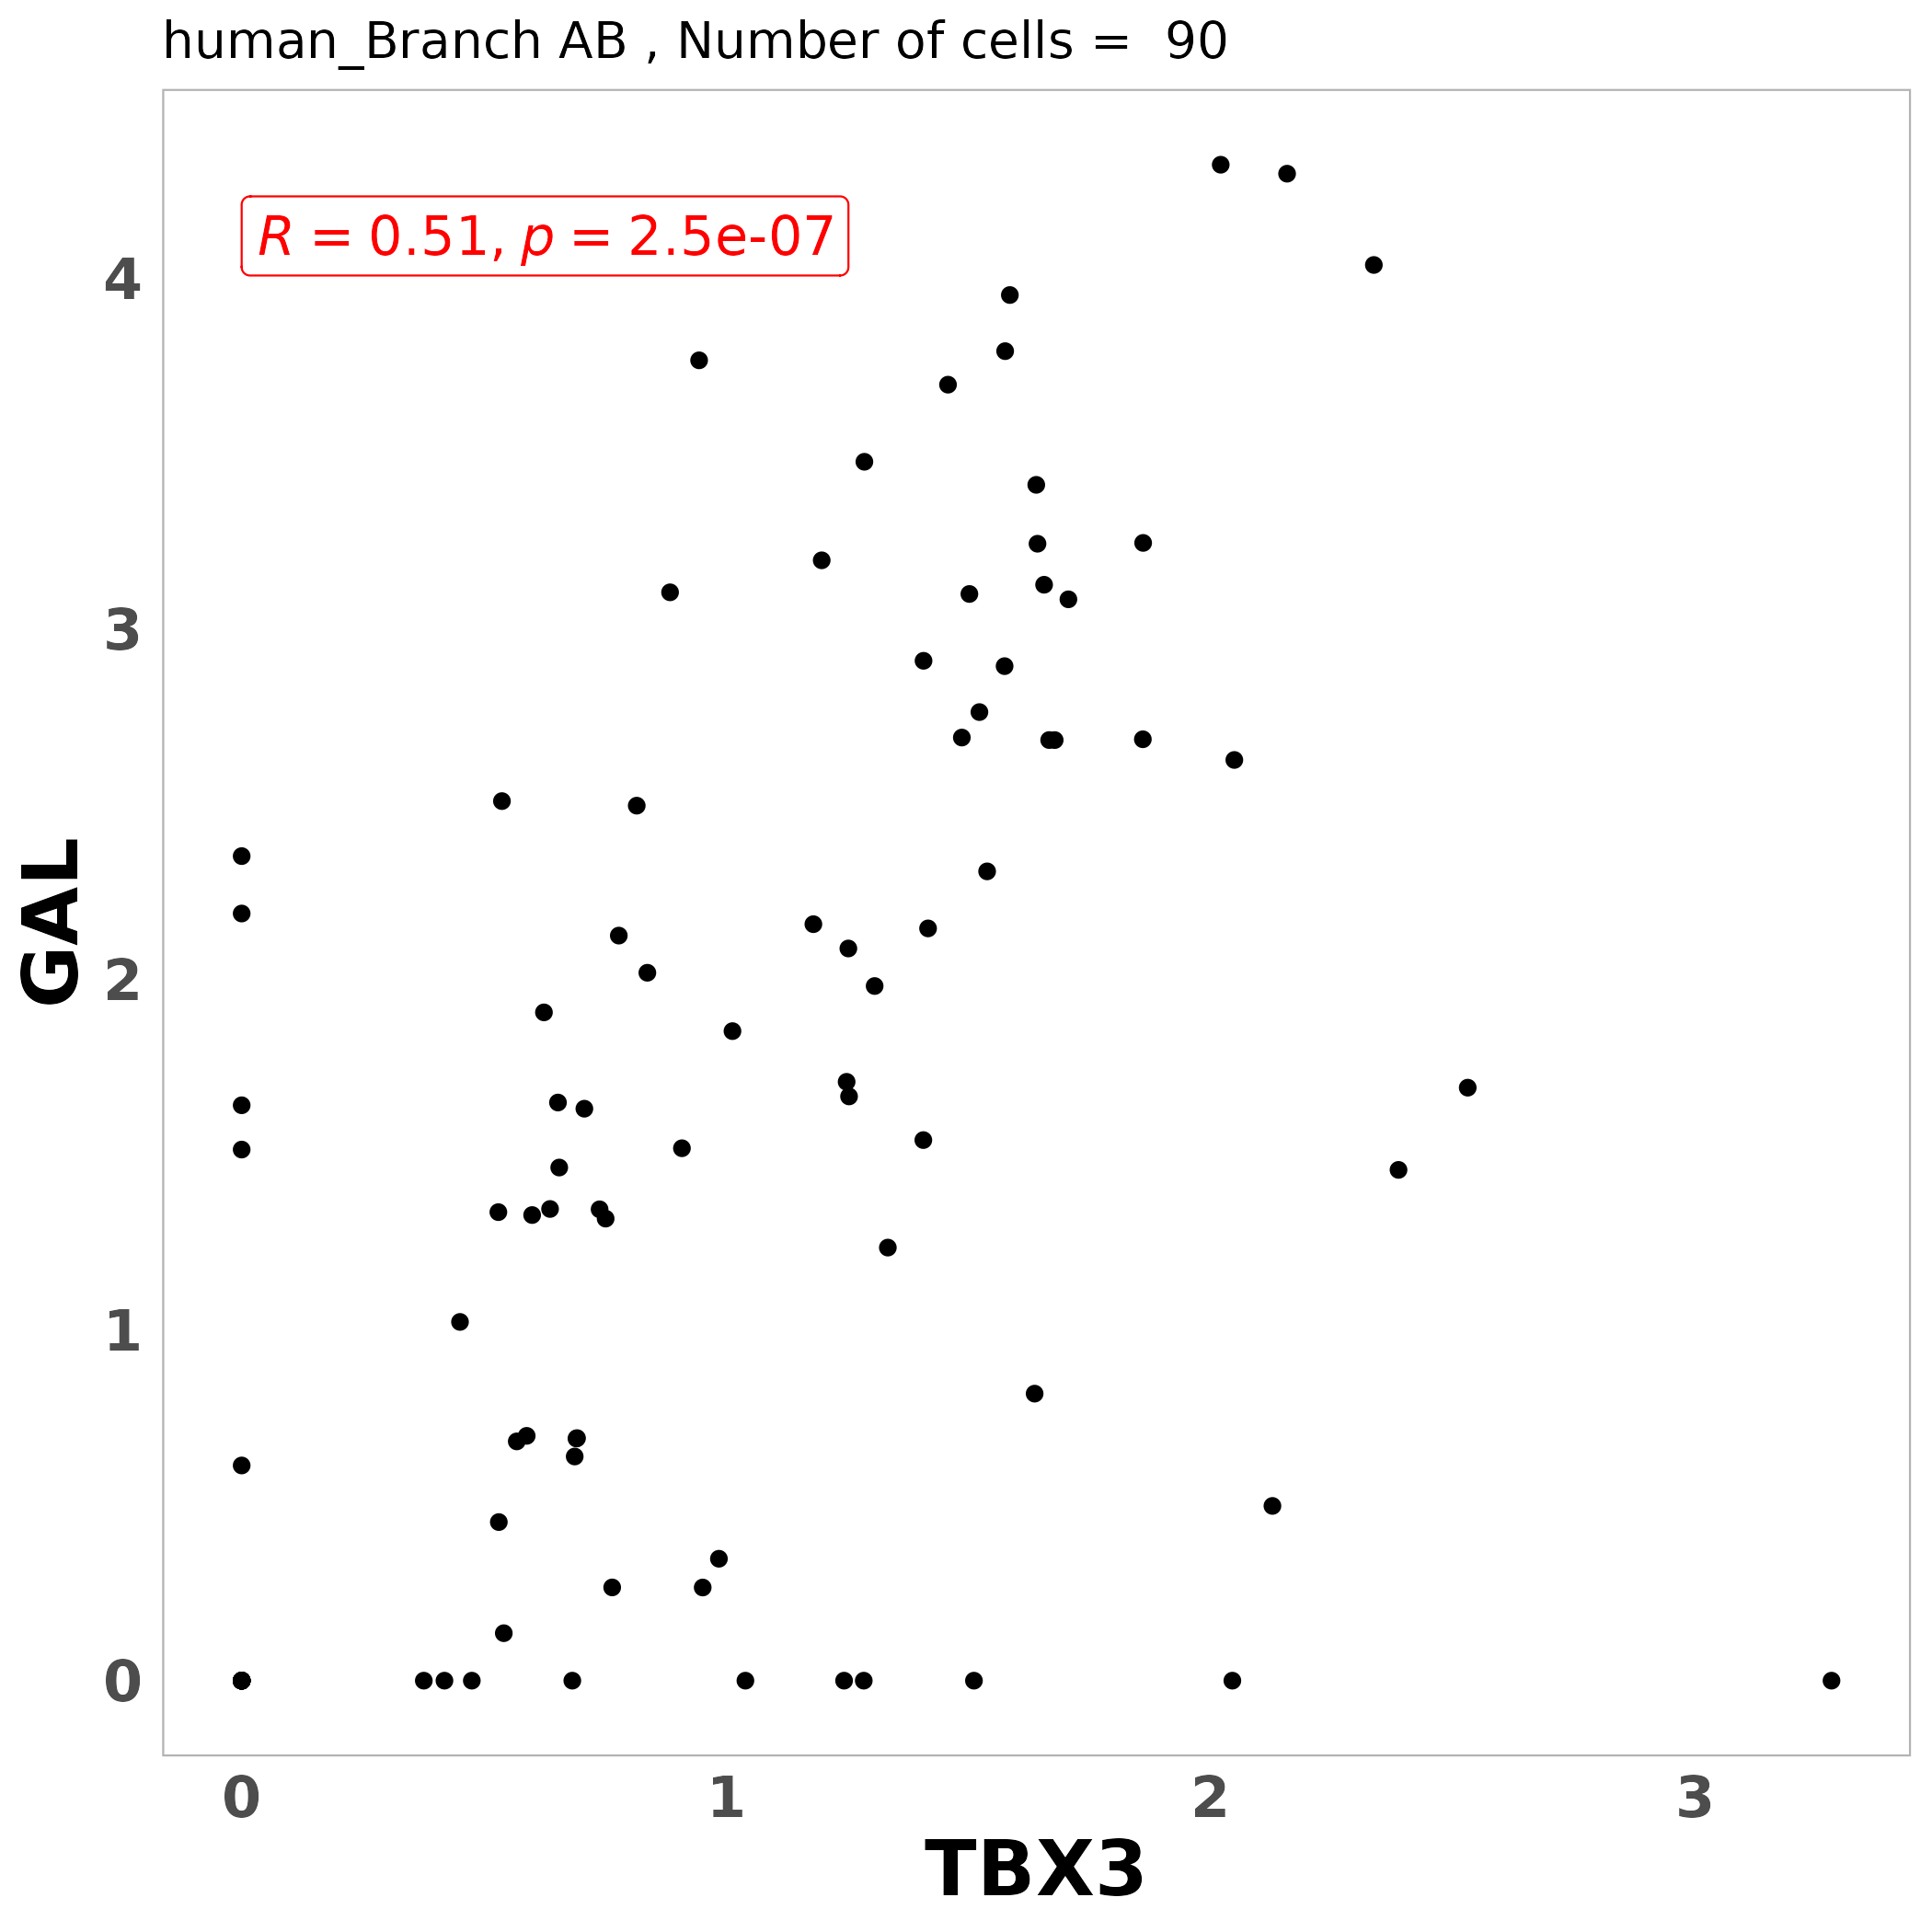 human_Branch AB , Number of cells =  90
R = 0.51, p = 2.5e-07
4
3
2
1
0
GAL
0 1 2 3
TBX3